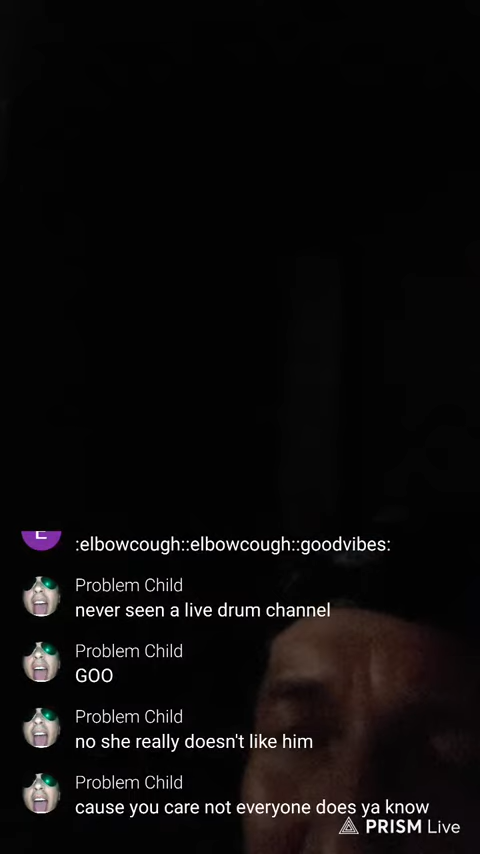 :elbowcough::elbowcough::goodvibes:
Problem Child
never seen a live drum channel
Problem Child
GOO
Problem Child
no she really doesn't like him
Problem Child
cause you care not everyone does ya know
PRISM Live